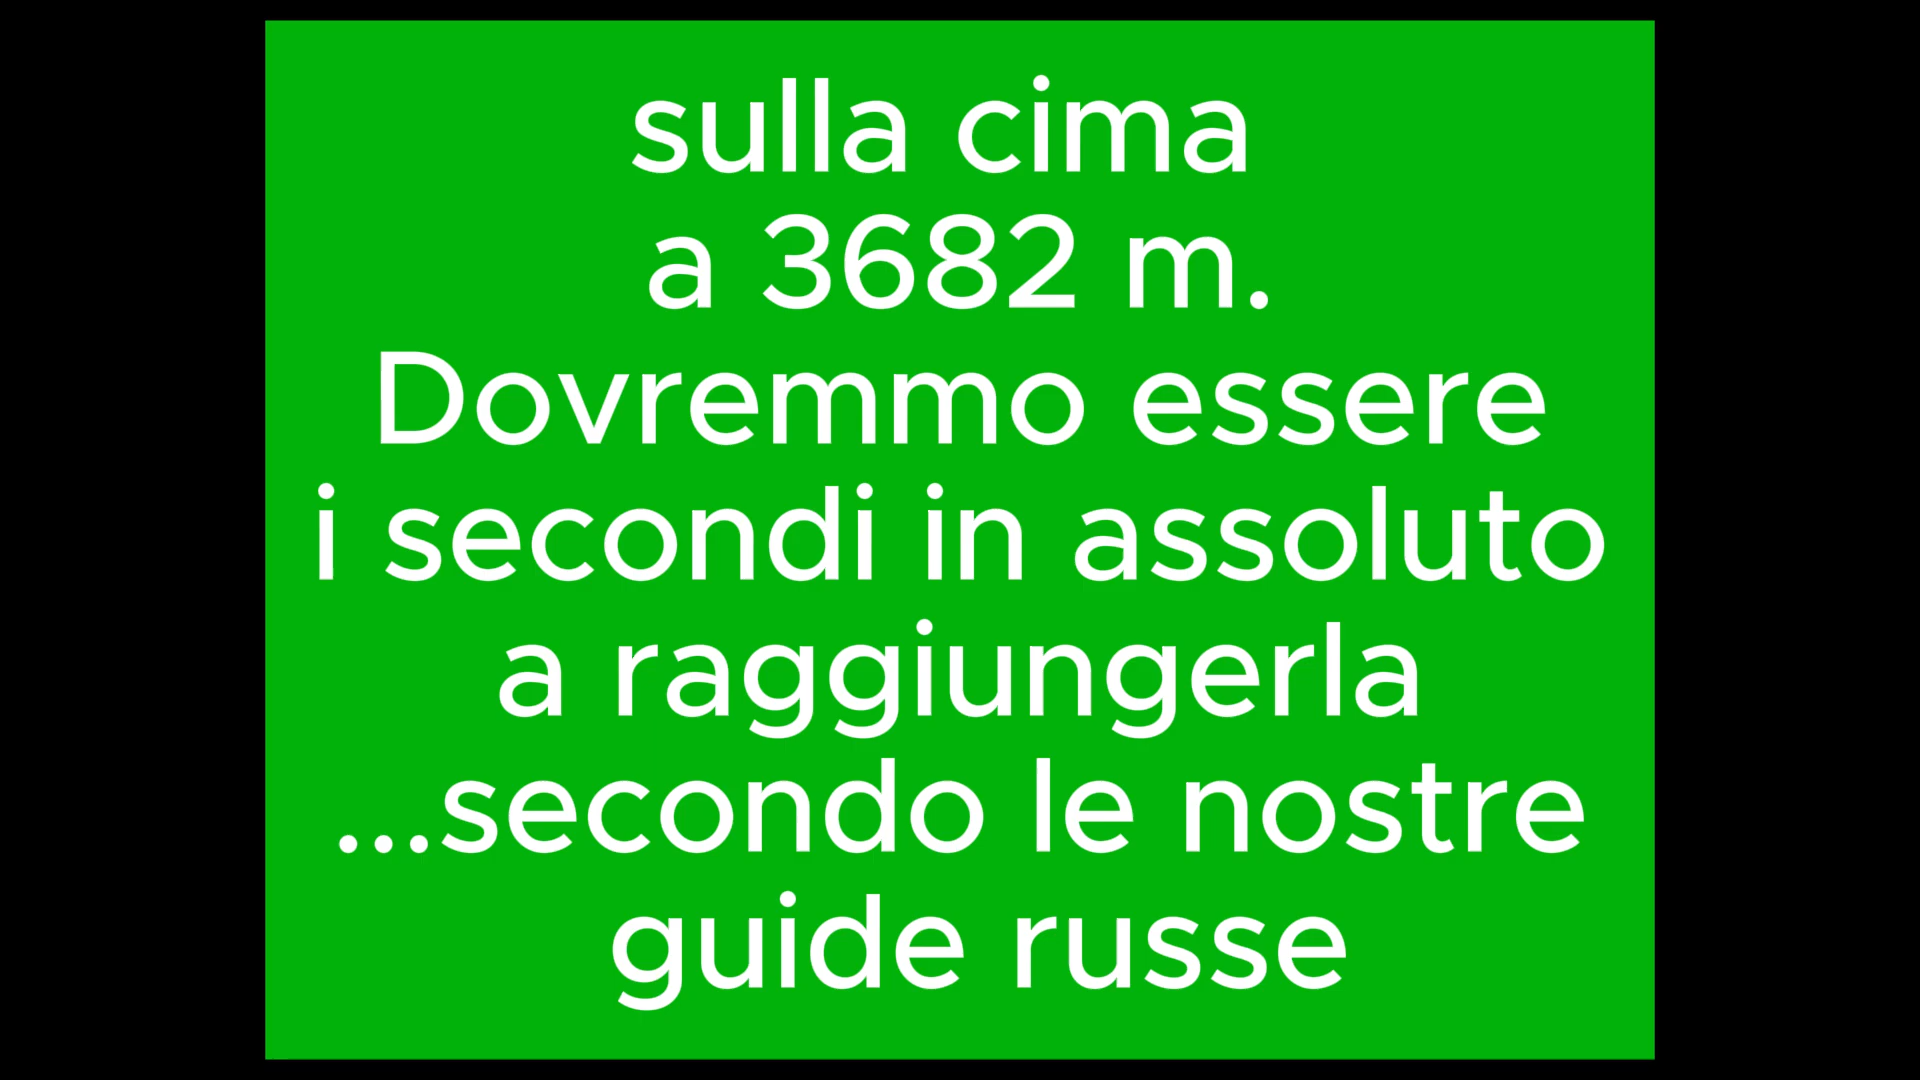 sulla cima
a 3682 m.
Dovremmo essere
i secondi in assoluto
a raggiungerla
...secondo le nostre
guide russe